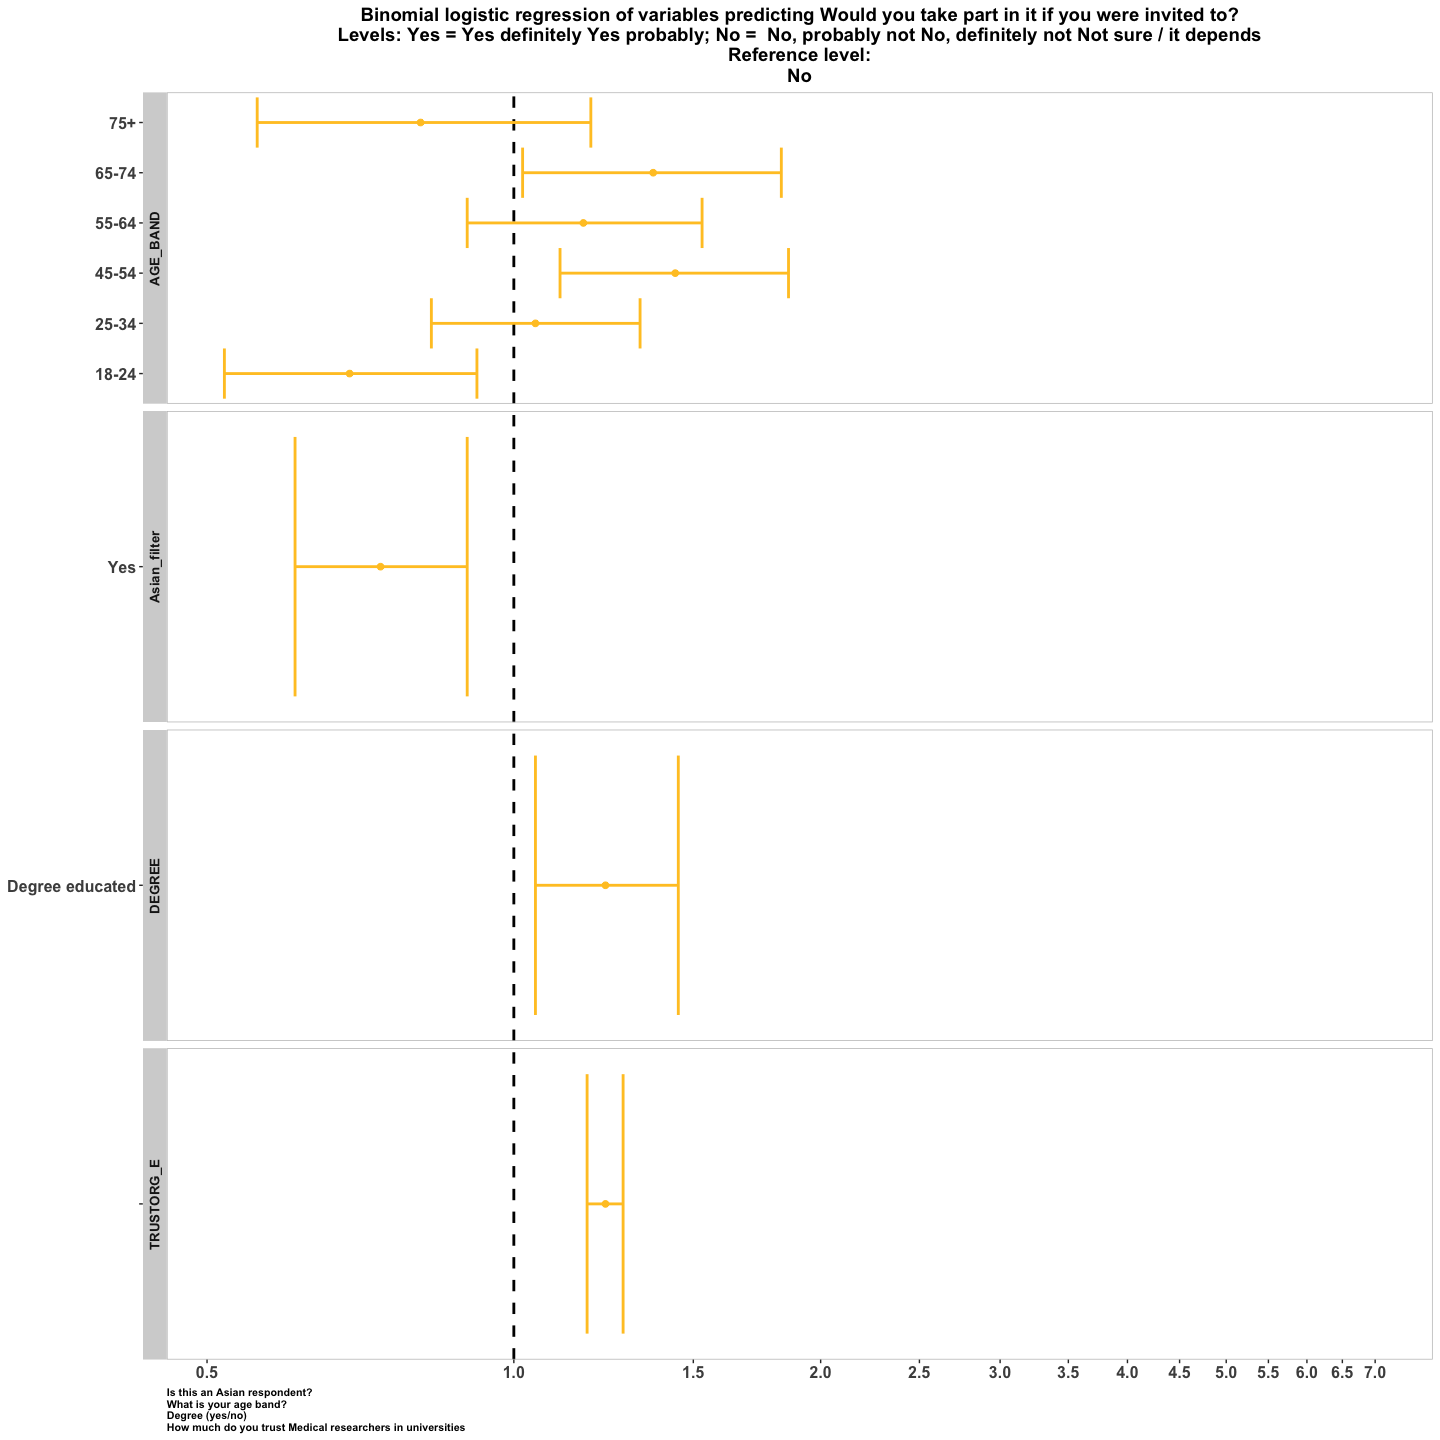 Binomial logistic regression of variables predicting Would you take part in it if you were invited to?
Levels: Yes = Yes definitely Yes probably; No =  No, probably not No, definitely not Not sure / it depends
Reference level:
No
75+
65-74
55-64
45-54
25-34
18-24
AGE_BAND
Yes
Asian_filter
Degree educated
DEGREE
TRUSTORG_E
0.5 1.0 1.5 2.0 2.5 3.0 3.5 4.0 4.5 5.0 5.5 6.0 6.5 7.0
Is this an Asian respondent?
What is your age band?
Degree (yes/no)
How much do you trust Medical researchers in universities